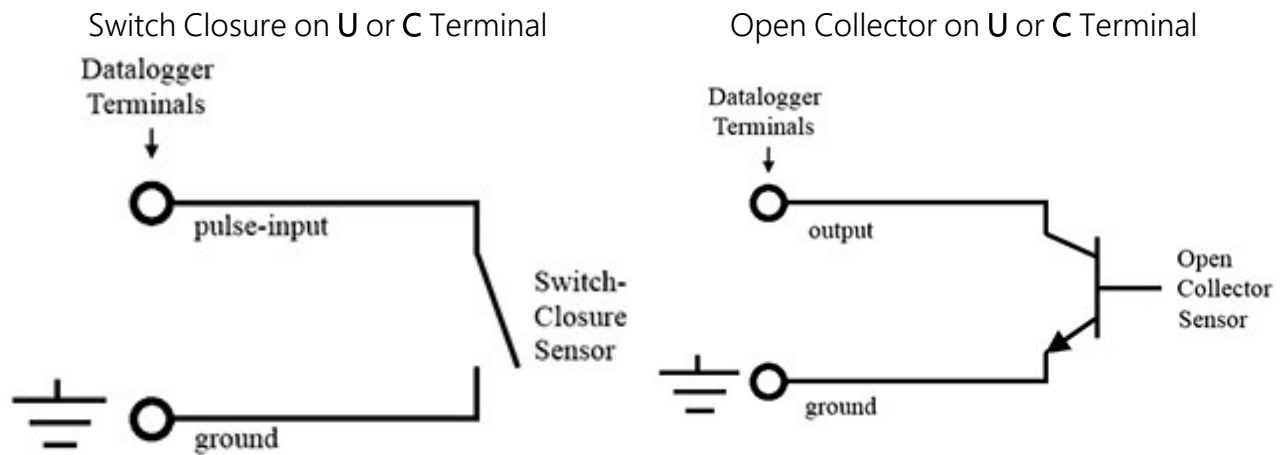 Switch Closure on U or C Terminal
Datalogger
Terminals
pulse-input
Switch-
Closure
Sensor
ground
Open Collector on U or C Terminal
Datalogger
Terminals
output
Open
Collector
Sensor
ground